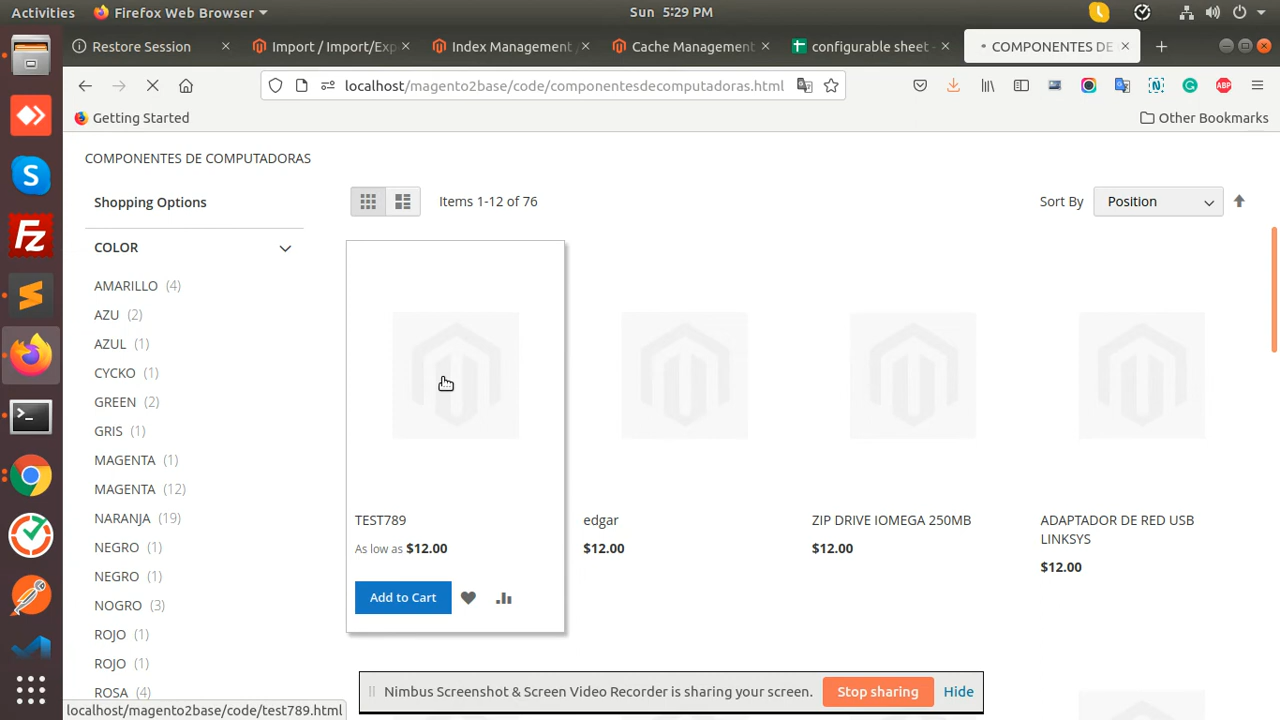 Activities Firefox Web Browser Sun 5:29 PM
Restore Session Import / Import/Exp Index Management / Cache Management configurable sheet - COMPONENTES DE
localhost/magento2base/code/componentesdecomputadoras.html
Getting Started Other Bookmarks
COMPONENTES DE COMPUTADORAS
Shopping Options Items 1-12 of 76 Sort By Position
COLOR
AMARILLO (4)
AZU (2)
AZUL (1)
CYCKO (1)
GREEN (2)
GRIS (1)
MAGENTA (1)
MAGENTA (12)
NARANJA (19)
NEGRO (1)
NEGRO (1)
NOGRO (3)
ROJO (1)
ROJO (1)
ROSA (4)
TEST789
As low as $12.00
Add to Cart
edgar
$12.00
ZIP DRIVE IOMEGA 250MB
$12.00
ADAPTADOR DE RED USB
LINKSYS
$12.00
Nimbus Screenshot & Screen Video Recorder is sharing your screen. Stop sharing Hide
localhost/magento2base/code/test789.html